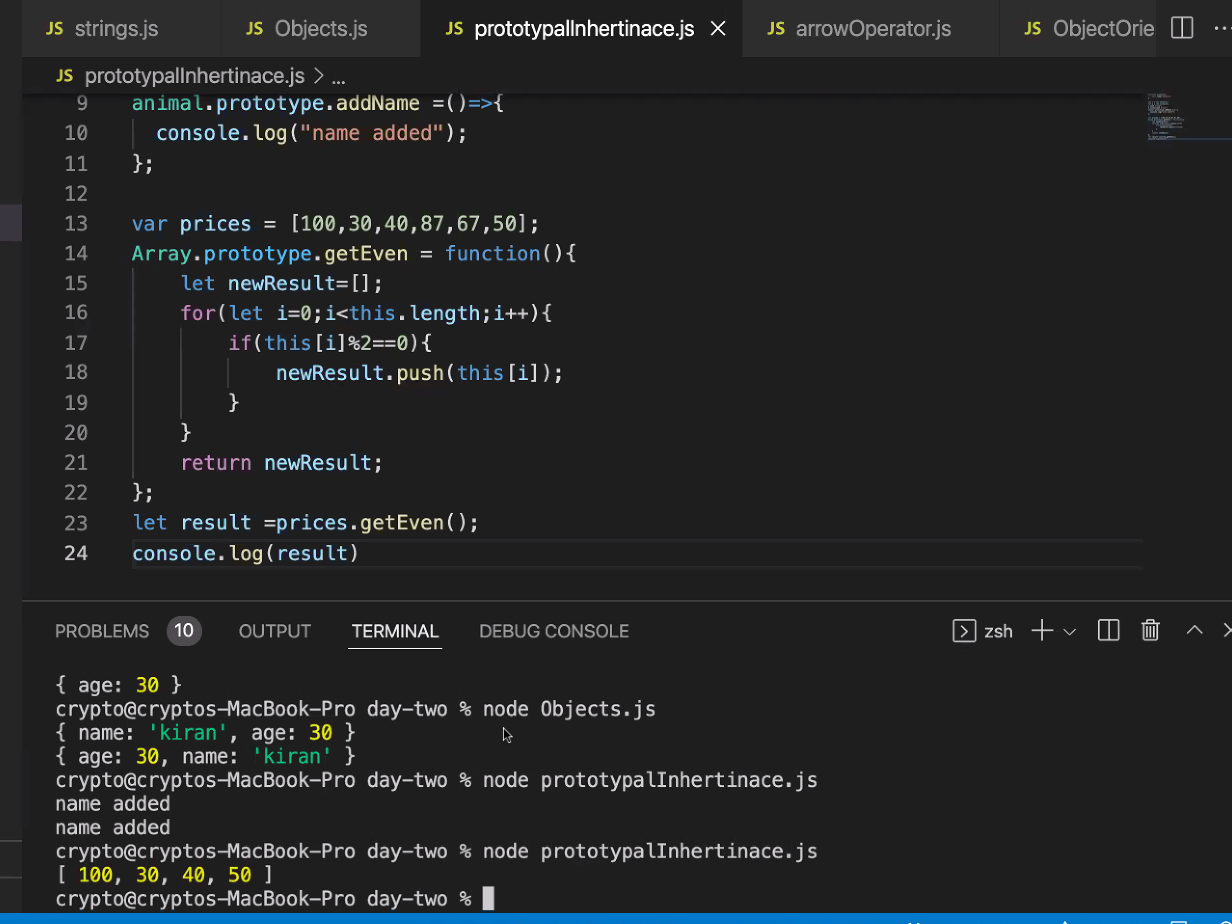 JS strings.js JS Objects.js JS prototypalInhertinace.js JS arrowOperator.js JS ObjectOrie
JS prototypalInhertinace.js > ...
9 animal.prototype.addName =()=>{
10 console.log("name added");
11 };
12
13 var prices = [100,30,40,87,67,50];
14 Array.prototype.getEven = function(){
15 let newResult=[];
16 for(let i=0;i<this.length;i++){
17 if(this[i]%2==0){
18 newResult.push(this[i]);
19 }
20 }
21 return newResult;
22 };
23 let result =prices.getEven();
24 console.log(result)
PROBLEMS 10 OUTPUT TERMINAL DEBUG CONSOLE zsh
{ age: 30 }
crypto@cryptos-MacBook-Pro day-two % node Objects.js
{ name: 'kiran', age: 30 }
{ age: 30, name: 'kiran' }
crypto@cryptos-MacBook-Pro day-two % node prototypalInhertinace.js
name added
name added
crypto@cryptos-MacBook-Pro day-two % node prototypalInhertinace.js
[ 100, 30, 40, 50 ]
crypto@cryptos-MacBook-Pro day-two %